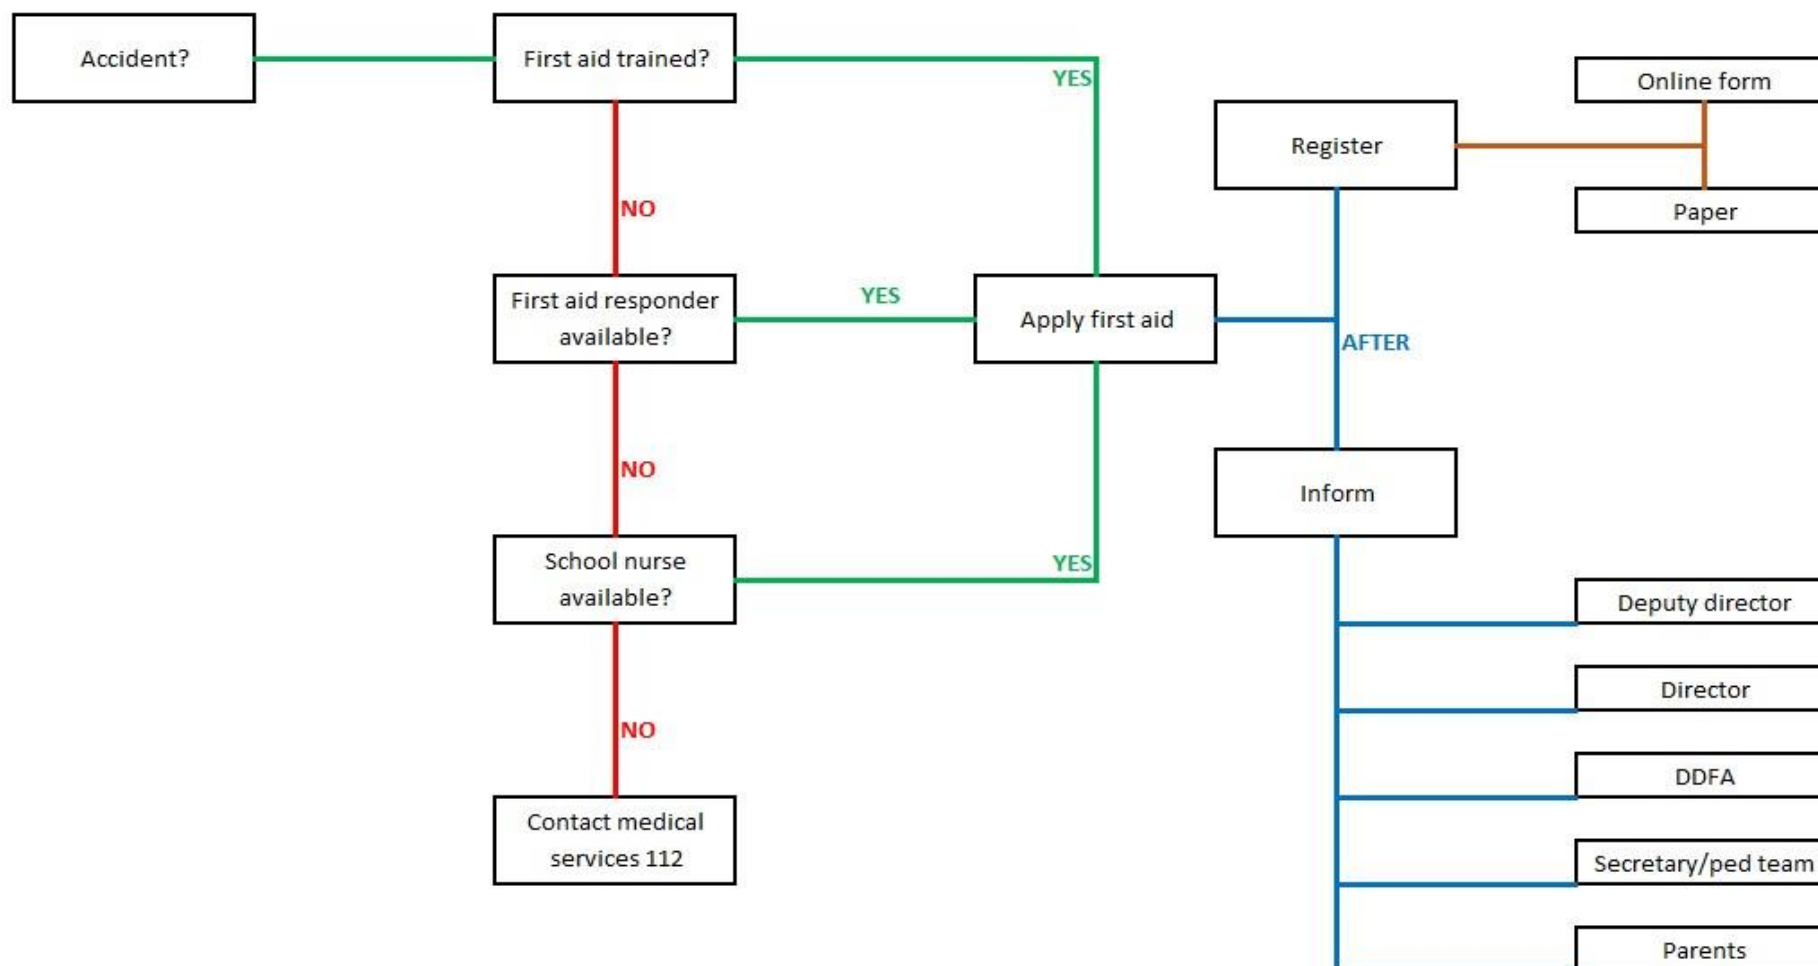 Accident?
First aid trained?
YES
Online form
Register
Paper
NO
First aid responder
available?
YES
Apply first aid
AFTER
NO
Inform
School nurse
available?
YES
Deputy director
Director
NO
DDFA
Contact medical
services 112
Secretary/ped team
Parents